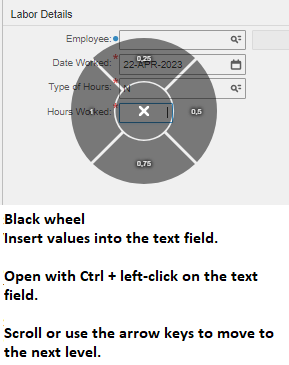 Labor Details
Employee:
0,25
Date Worked: 22-APR-2023
Type of Hours: N
Hours Worked:
0,5
0,75
Black wheel
Insert values into the text field.
Open with Ctrl + left-click on the text
field.
Scroll or use the arrow keys to move to
the next level.